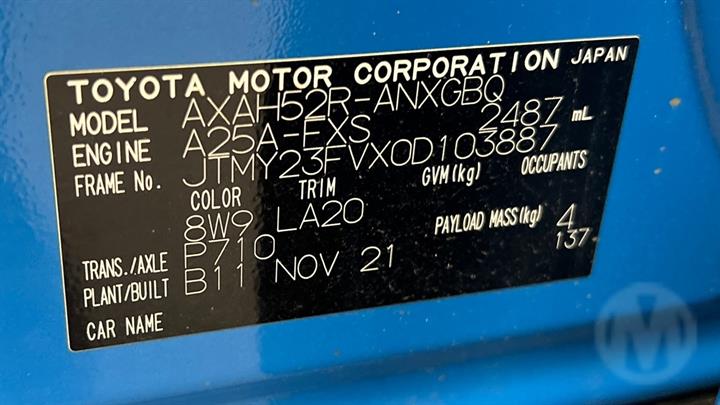 TOYOTA MOTOR CORPORATION JAPAN
MODEL AXAH52R-ANXGBQ
ENGINE A25A-FXS 2487 mL
FRAME No. JTMY23FVX0D103887
COLOR TRIM GVM(kg) OCCUPANTS
8W9 LA20
TRANS./AXLE P710 PAYLOAD MASS(kg) 4
PLANT/BUILT B11 NOV 21 137
CAR NAME
M